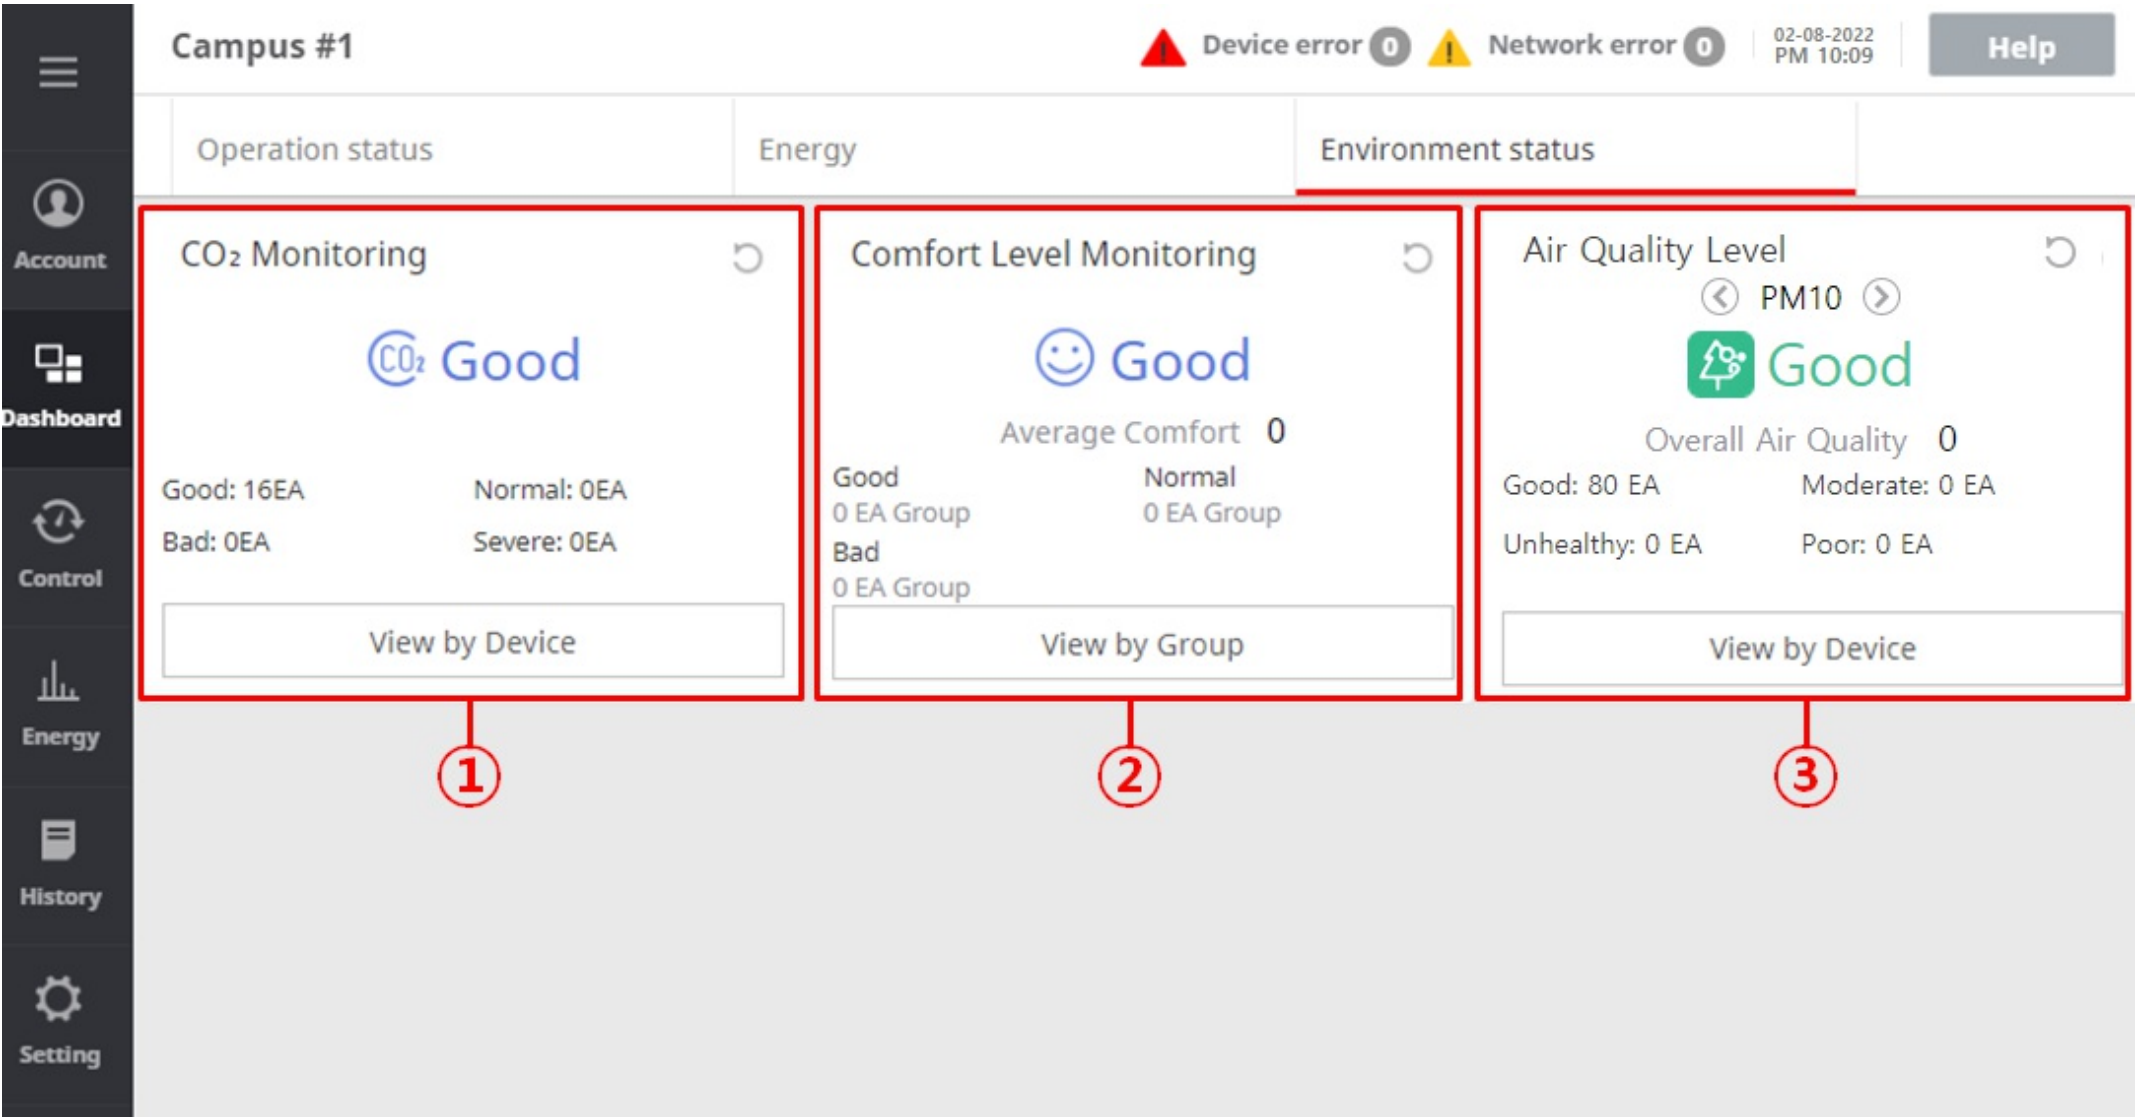 Campus #1
Device error 0
Network error 0
02-08-2022
PM 10:09
Help
Account
Dashboard
Control
Energy
History
Setting
Operation status
Energy
Environment status
CO₂ Monitoring
CO₂ Good
Good: 16EA
Normal: 0EA
Bad: 0EA
Severe: 0EA
View by Device
①
Comfort Level Monitoring
Good
Average Comfort 0
Good
0 EA Group
Normal
0 EA Group
Bad
0 EA Group
View by Group
②
Air Quality Level
PM10
Good
Overall Air Quality 0
Good: 80 EA
Moderate: 0 EA
Unhealthy: 0 EA
Poor: 0 EA
View by Device
③